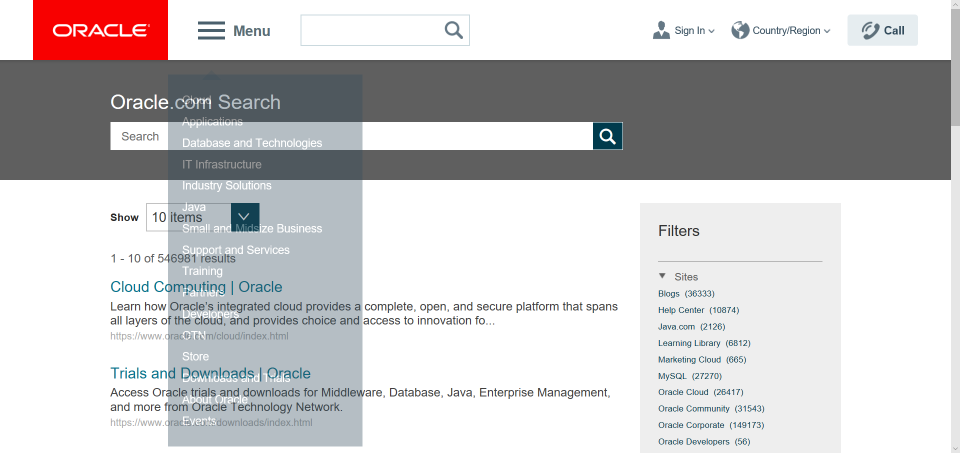 ORACLE
Menu
Sign In
Country/Region
Call
Oracle.com Search
Search
Cloud
Applications
Database and Technologies
IT Infrastructure
Industry Solutions
Java
Small and Midsize Business
Support and Services
Training
Partners
Developers
OTN
Store
Downloads and Trials
About Oracle
Events
Show 10 items
1 - 10 of 546981 results
Cloud Computing | Oracle
Learn how Oracle's integrated cloud provides a complete, open, and secure platform that spans
all layers of the cloud, and provides choice and access to innovation fo...
https://www.oracle.com/cloud/index.html
Trials and Downloads | Oracle
Access Oracle trials and downloads for Middleware, Database, Java, Enterprise Management,
and more from Oracle Technology Network.
https://www.oracle.com/downloads/index.html
Filters
Sites
Blogs (36333)
Help Center (10874)
Java.com (2126)
Learning Library (6812)
Marketing Cloud (665)
MySQL (27270)
Oracle Cloud (26417)
Oracle Community (31543)
Oracle Corporate (149173)
Oracle Developers (56)